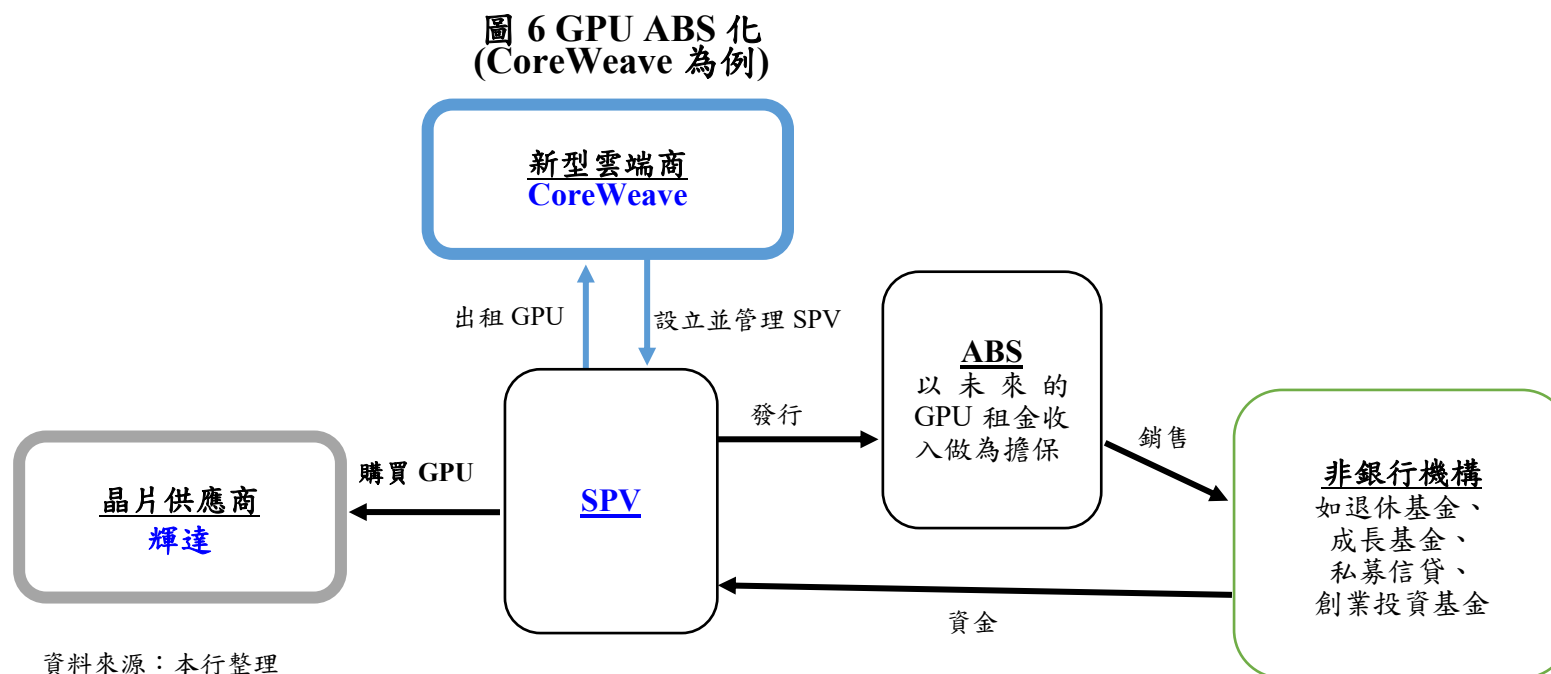 圖 6 GPU ABS 化
(CoreWeave 為例)
新型雲端商
CoreWeave
出租 GPU
設立並管理 SPV
ABS
以未來的
GPU 租金收
入做為擔保
發行
銷售
購買 GPU
晶片供應商
輝達
SPV
非銀行機構
如退休基金、
成長基金、
私募信貸、
創業投資基金
資金
資料來源：本行整理